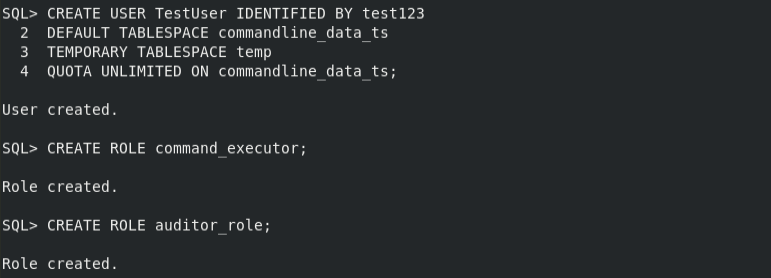 SQL> CREATE USER TestUser IDENTIFIED BY test123
  2  DEFAULT TABLESPACE commandline_data_ts
  3  TEMPORARY TABLESPACE temp
  4  QUOTA UNLIMITED ON commandline_data_ts;
User created.
SQL> CREATE ROLE command_executor;
Role created.
SQL> CREATE ROLE auditor_role;
Role created.